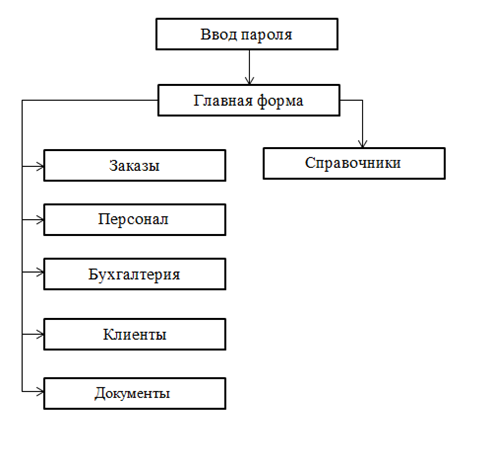 Ввод пароля
Главная форма
Заказы
Справочники
Персонал
Бухгалтерия
Клиенты
Документы